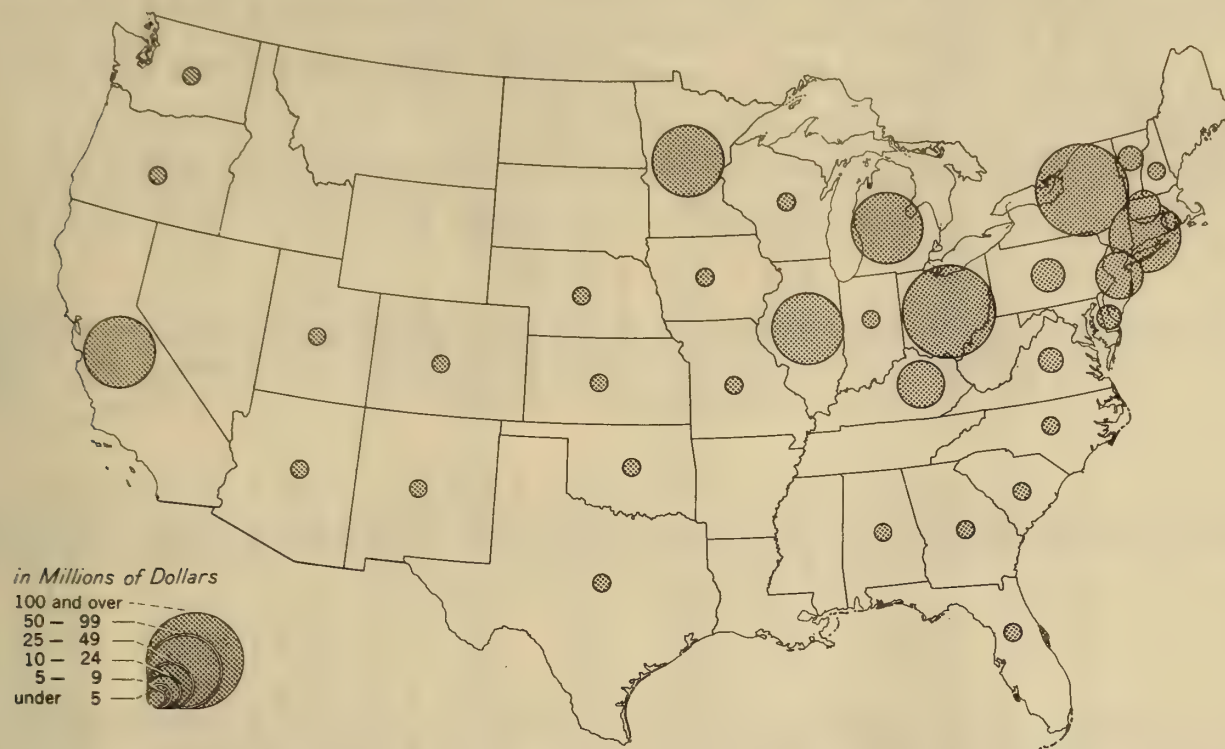 in Millions of Dollars
100 and over
50 – 99
25 – 49
10 – 24
5 – 9
under 5